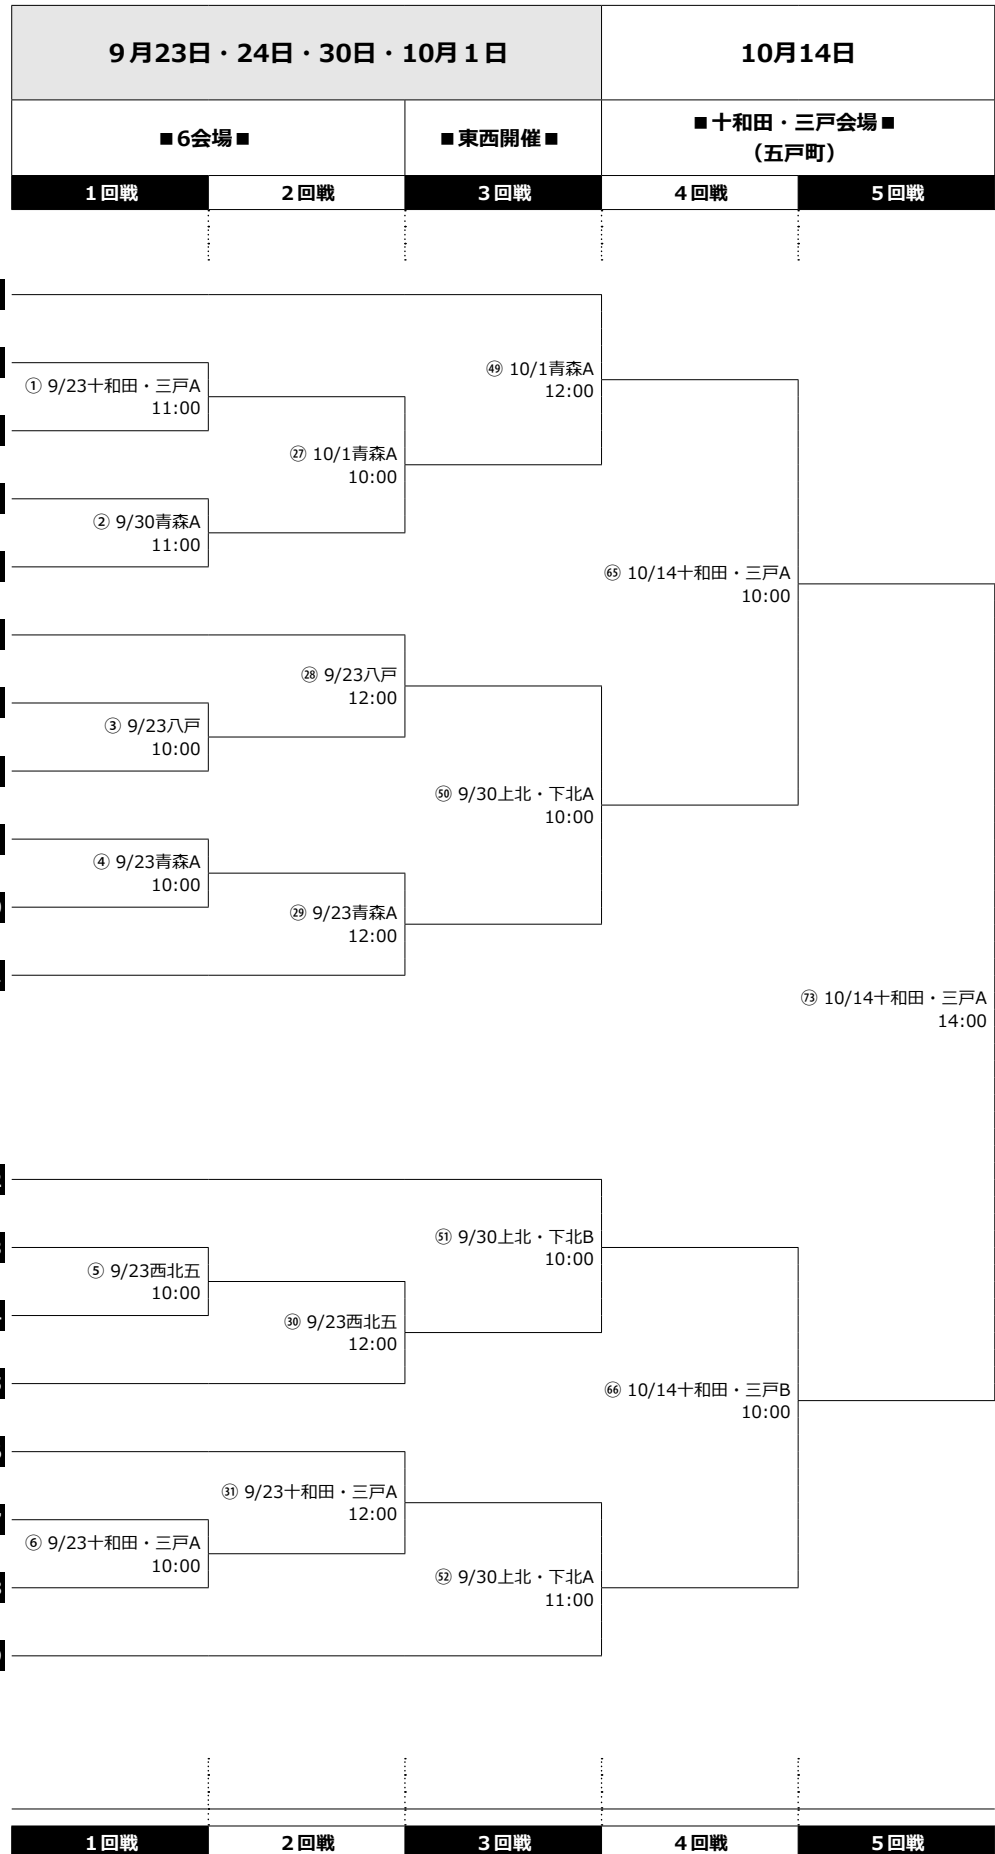 9月23日・24日・30日・10月1日
10月14日
■6会場■
■東西開催■
■十和田・三戸会場■
（五戸町）
1回戦
2回戦
3回戦
4回戦
5回戦
㊾ 10/1青森A
12:00
① 9/23十和田・三戸A
11:00
㉗ 10/1青森A
10:00
② 9/30青森A
11:00
65 10/14十和田・三戸A
10:00
㉘ 9/23八戸
12:00
③ 9/23八戸
10:00
㊿ 9/30上北・下北A
10:00
④ 9/23青森A
10:00
㉙ 9/23青森A
12:00
73 10/14十和田・三戸A
14:00
51 9/30上北・下北B
10:00
⑤ 9/23西北五
10:00
㉚ 9/23西北五
12:00
66 10/14十和田・三戸B
10:00
㉛ 9/23十和田・三戸A
12:00
⑥ 9/23十和田・三戸A
10:00
52 9/30上北・下北A
11:00
1回戦
2回戦
3回戦
4回戦
5回戦